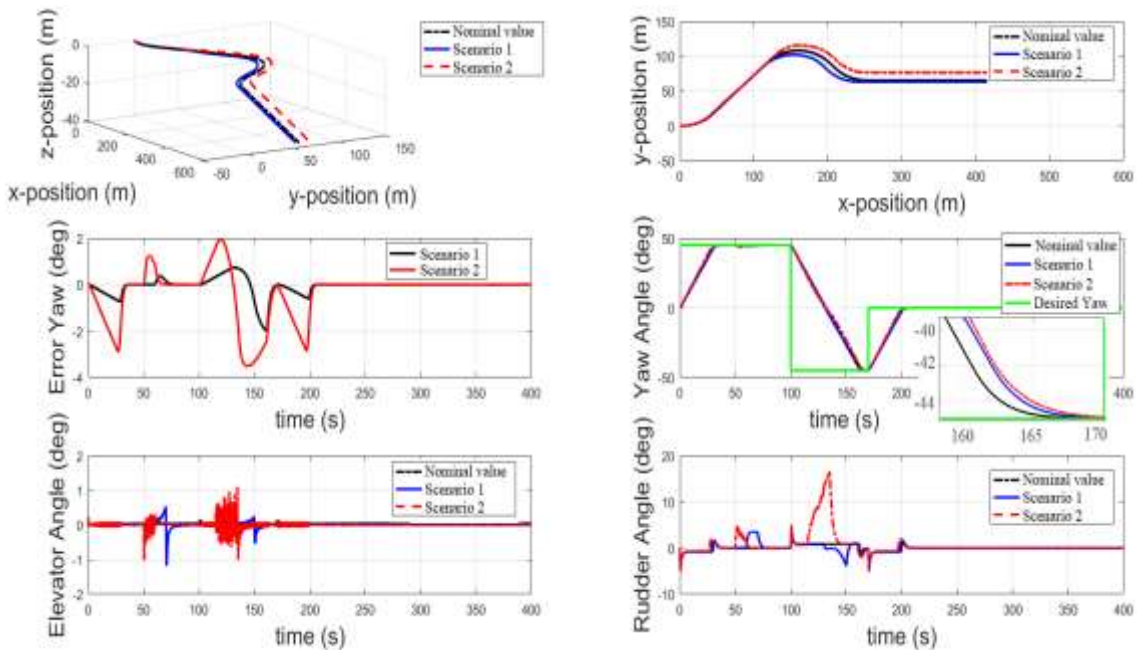 z-position (m)
0
-20
-40
0
200
400
600
-50
0
50
100
150
x-position (m)
y-position (m)
Nominal value
Scenario 1
Scenario 2
y-position (m)
150
100
50
0
-50
0 100 200 300 400 500 600
x-position (m)
Nominal value
Scenario 1
Scenario 2
Error Yaw (deg)
2
0
-2
-4
0 50 100 150 200 250 300 350 400
time (s)
Scenario 1
Scenario 2
Yaw Angle (deg)
50
0
-50
0 50 100 150 200
400
time (s)
Nominal value
Scenario 1
Scenario 2
Desired Yaw
-40
-42
-44
160 165 170
Elevator Angle (deg)
2
1
0
-1
-2
0 50 100 150 200 250 300 350 400
time (s)
Nominal value
Scenario 1
Scenario 2
Rudder Angle (deg)
20
10
0
-10
0 50 100 150 200 250 300 350 400
time (s)
Nominal value
Scenario 1
Scenario 2